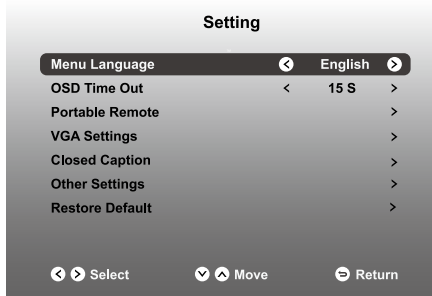 Setting
Menu Language < English >
OSD Time Out < 15 S >
Portable Remote >
VGA Settings >
Closed Caption >
Other Settings >
Restore Default >
Select Move Return